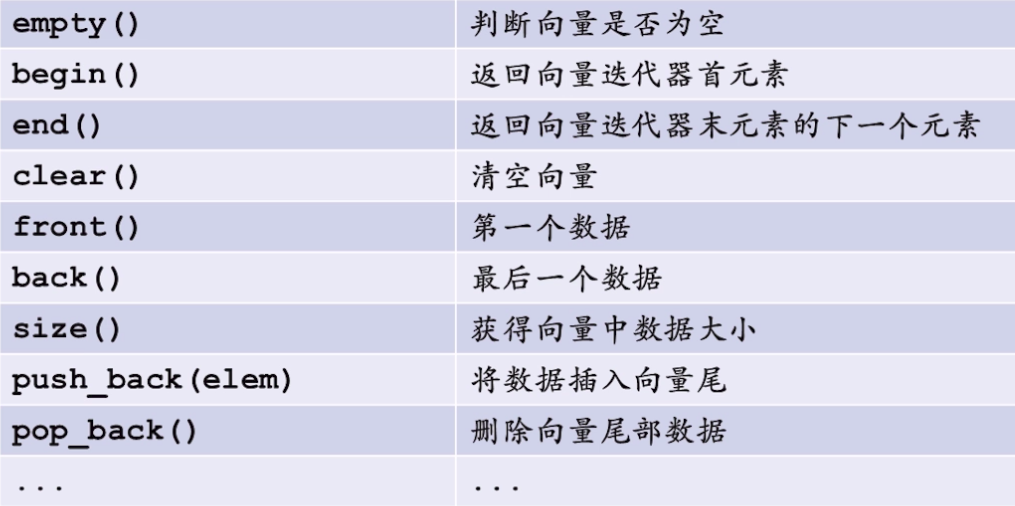 empty() 判断向量是否为空
begin() 返回向量迭代器首元素
end() 返回向量迭代器末元素的下一个元素
clear() 清空向量
front() 第一个数据
back() 最后一个数据
size() 获得向量中数据大小
push_back(elem) 将数据插入向量尾
pop_back() 删除向量尾部数据
... ...